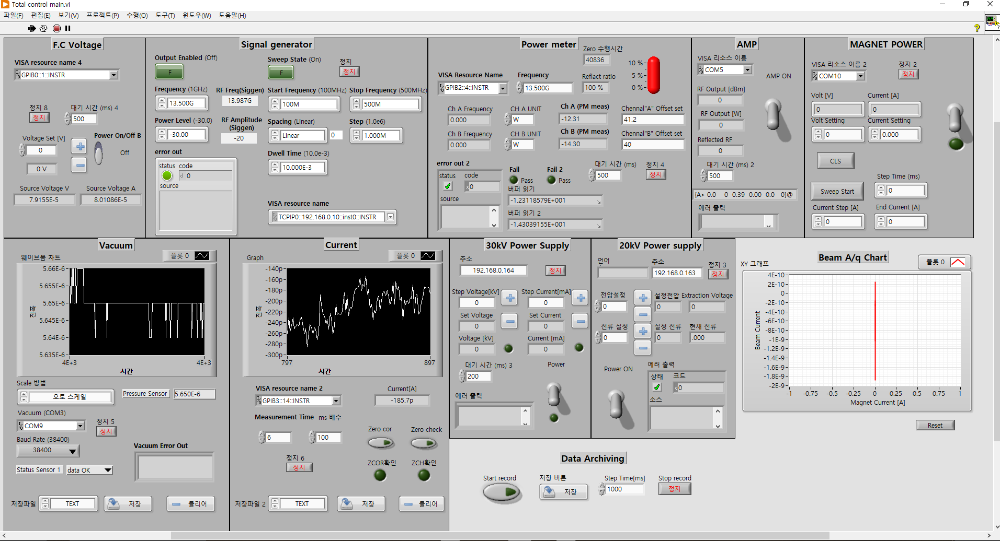 Total control main.vi
파일(F) 편집(E) 보기(V) 프로젝트(P) 수행(O) 도구(T) 윈도우(W) 도움말(H)
F.C Voltage
VISA resource name 4
GPIB0::1::INSTR
정지 8
정지
대기 시간 (ms) 4
500
Voltage Set [V]
0
0 V
Power On/Off B
Off
Source Voltage V
7.9155E-5
Source Voltage A
8.01086E-5
Signal generator
Output Enabled (Off)
F
Sweep State (On)
F
정지
정지
Frequency (1GHz)
13.500G
RF Freq(Siggen)
13.987G
Start Frequency (100MHz)
100M
Stop Frequency (500MHz)
500M
Power Level (-30.0)
-30.00
RF Amplitude
(Siggen)
-20
Spacing (Linear)
Linear
0
Step (1.0e6)
1.000M
error out
status code
0
source
Dwell Time (10.0e-3)
10.000E-3
VISA resource name
TCPIP0::192.168.0.10::inst0::INSTR
Power meter
Zero 수행시간
40836
10 %
5 %
0 %
VISA Resource Name
GPIB2::4::INSTR
Frequency
13.500G
Reflact ratio
100 %
Ch A Frequency
0.000
CH A UNIT
W
Ch A (PM meas)
-12.31
Chennal"A" Offset set
41.2
Ch B Frequency
0.000
CH B UNIT
W
Ch B (PM meas)
-14.30
Chennal"B" Offset set
40
error out 2
status code
x0
source
Fail
Pass
Fail 2
Pass
대기 시간 (ms)
500
정지 4
정지
버퍼 읽기
-1.23118579E+001
버퍼 읽기 2
-1.43039155E+001
AMP
VISA 리소스 이름
COM5
AMP ON
RF Output [dBm]
0
RF Output [W]
0
Reflected RF
0
대기 시간 (ms) 2
500
{A> 0.0 0 0.39 0.00 0.0 0}@
에러 출력
MAGNET POWER
VISA 리소스 이름 2
COM10
정지 2
정지
Volt [V]
0
Current [A]
0
Volt Setting
0
Current Setting
0.000
CLS
Step Time (ms)
0
Sweep Start
Current Step [A]
0
End Current [A]
0
Vacuum
웨이브폼 차트
플롯 0
5.66E-6
5.655E-6
5.65E-6
5.645E-6
5.64E-6
5.635E-6
진폭
4E+3 4E+3
시간
Scale 방법
오토 스케일
Pressure Sensor
5.650E-6
Vacuum (COM3)
COM9
정지 5
정지
Baud Rate (38400)
38400
Vacuum Error Out
Status Sensor 1
data OK
저장파일
TEXT
저장
클리어
Current
Graph
플롯 0
-140p
-160p
-180p
-200p
-220p
-240p
-260p
-280p
-300p
진폭
797 897
시간
VISA resource name 2
GPIB3::14::INSTR
Current[A]
-185.7p
Measurement Time ms 배수
6
100
Zero cor
Zero check
정지 6
정지
ZCOR확인
ZCH확인
저장파일 2
TEXT
저장
클리어
30kV Power Supply
주소
192.168.0.164
정지
Step Voltage[kV]
0
Step Current[mA]
0
Set Voltage
0
Set Current
0
Voltage [kV]
0
Current [mA]
0
대기 시간 (ms) 3
200
Power
에러 출력
20kV Power supply
언어
주소
192.168.0.163
정지 3
정지
전압설정
0
설정전압
0
Extraction Voltage
0
전류 설정
0
설정 전류
0
현재 전류
.000
Power ON
에러 출력
상태 코드
0
소스
Beam A/q Chart
XY 그래프
플롯 0
4E-10
2E-10
0
-2E-10
-4E-10
-6E-10
-8E-10
-1E-9
-1.2E-9
-1.4E-9
-1.6E-9
-1.8E-9
-2E-9
Beam Current
-1 -0.75 -0.5 -0.25 0 0.25 0.5 0.75 1
Magnet Current [A]
Reset
Data Archiving
Start record
저장 버튼
저장
Step Time[ms]
1000
Stop record
정지